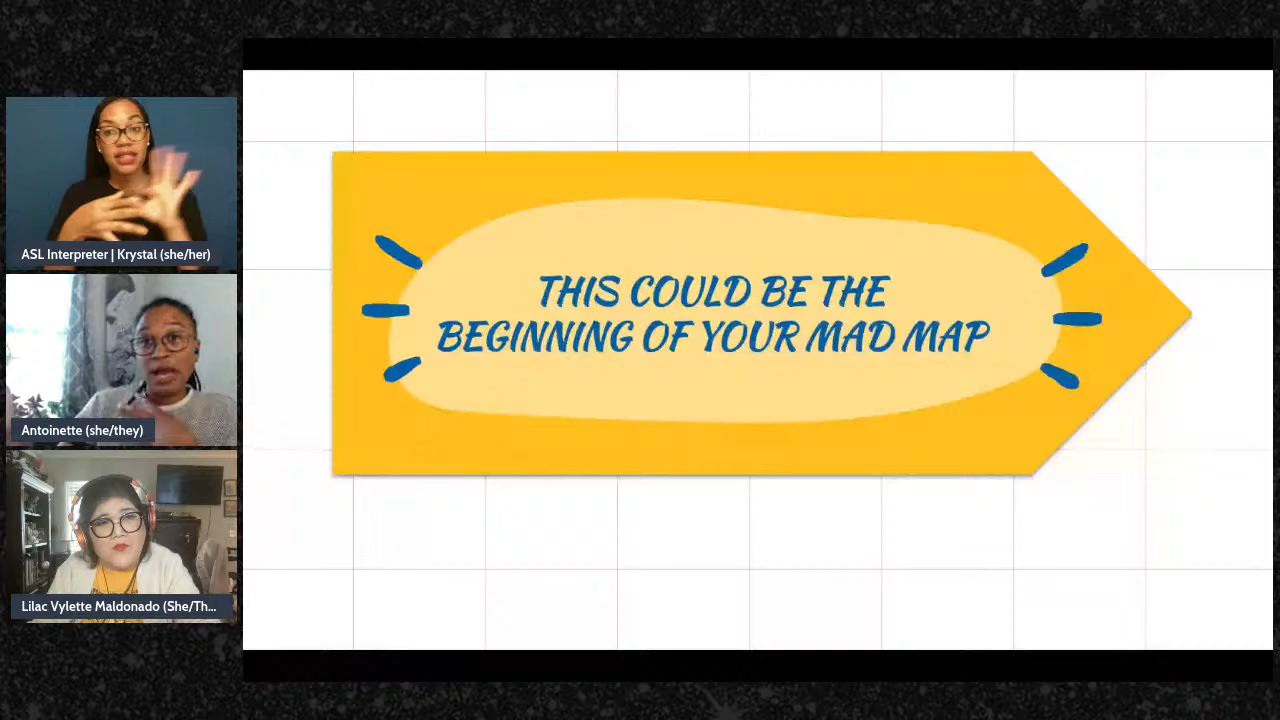 ASL Interpreter | Krystal (she/her)
Antoinette (she/they)
Lilac Vylette Maldonado (She/Th...
THIS COULD BE THE
BEGINNING OF YOUR MAD MAP